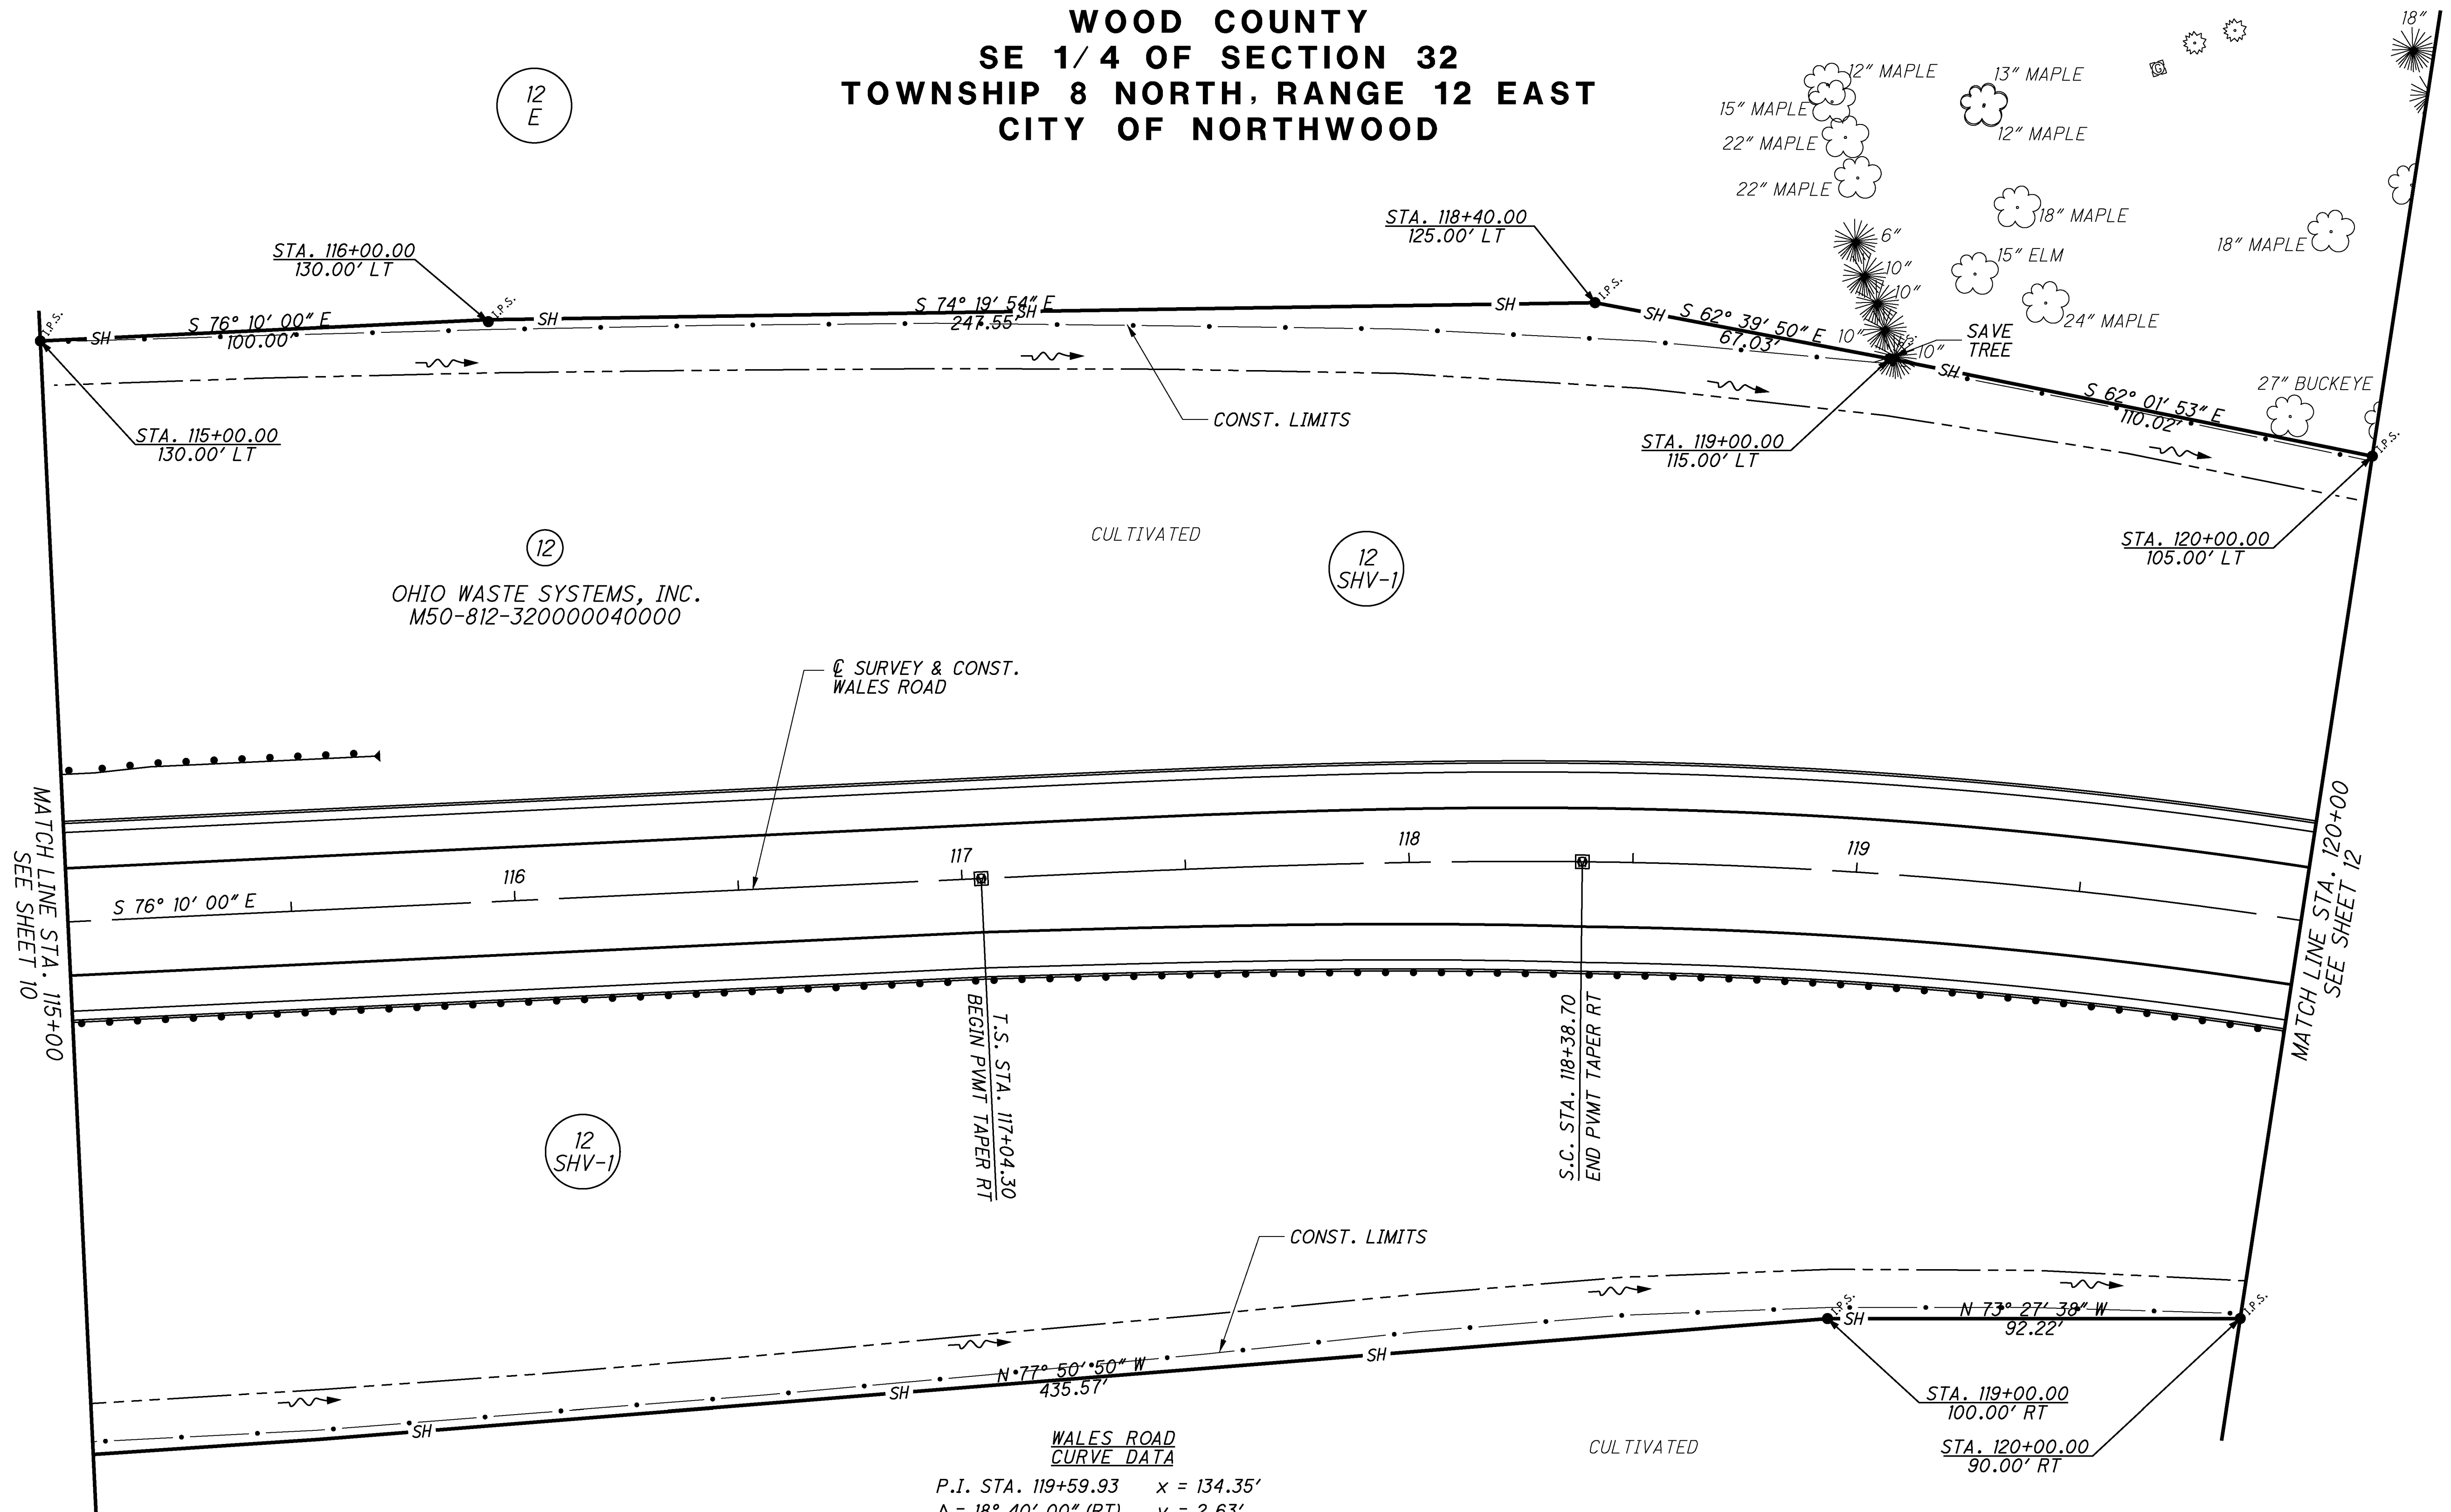 WOOD COUNTY
SE 1/4 OF SECTION 32
TOWNSHIP 8 NORTH, RANGE 12 EAST
CITY OF NORTHWOOD
12
E
18"
12" MAPLE
13" MAPLE
15" MAPLE
12" MAPLE
22" MAPLE
22" MAPLE
18" MAPLE
18" MAPLE
6"
15" ELM
10"
10"
24" MAPLE
10"
10"
SAVE
TREE
27" BUCKEYE
G
STA. 116+00.00
130.00' LT
STA. 118+40.00
125.00' LT
I.P.S.
I.P.S.
I.P.S.
I.P.S.
SH
S 76° 10' 00" E
100.00'
SH
S 74° 19' 54" E
SH
247.55'
SH
SH
S 62° 39' 50" E
67.03'
SH
S 62° 01' 53" E
110.02'
STA. 115+00.00
130.00' LT
CONST. LIMITS
STA. 119+00.00
115.00' LT
STA. 120+00.00
105.00' LT
12
OHIO WASTE SYSTEMS, INC.
M50-812-320000040000
CULTIVATED
12
SHV-1
℄ SURVEY & CONST.
WALES ROAD
MATCH LINE STA. 115+00
SEE SHEET 10
MATCH LINE STA. 120+00
SEE SHEET 12
S 76° 10' 00" E
116
117
118
119
T.S. STA. 117+04.30
BEGIN PVMT TAPER RT
S.C. STA. 118+38.70
END PVMT TAPER RT
12
SHV-1
CONST. LIMITS
I.P.S.
I.P.S.
SH
N 73° 27' 38" W
92.22'
SH
SH
N 77° 50' 50" W
435.57'
SH
STA. 119+00.00
100.00' RT
STA. 120+00.00
90.00' RT
CULTIVATED
WALES ROAD
CURVE DATA
P.I. STA. 119+59.93 x = 134.35'
Δ = 18° 40' 00" (RT) y = 2.63'